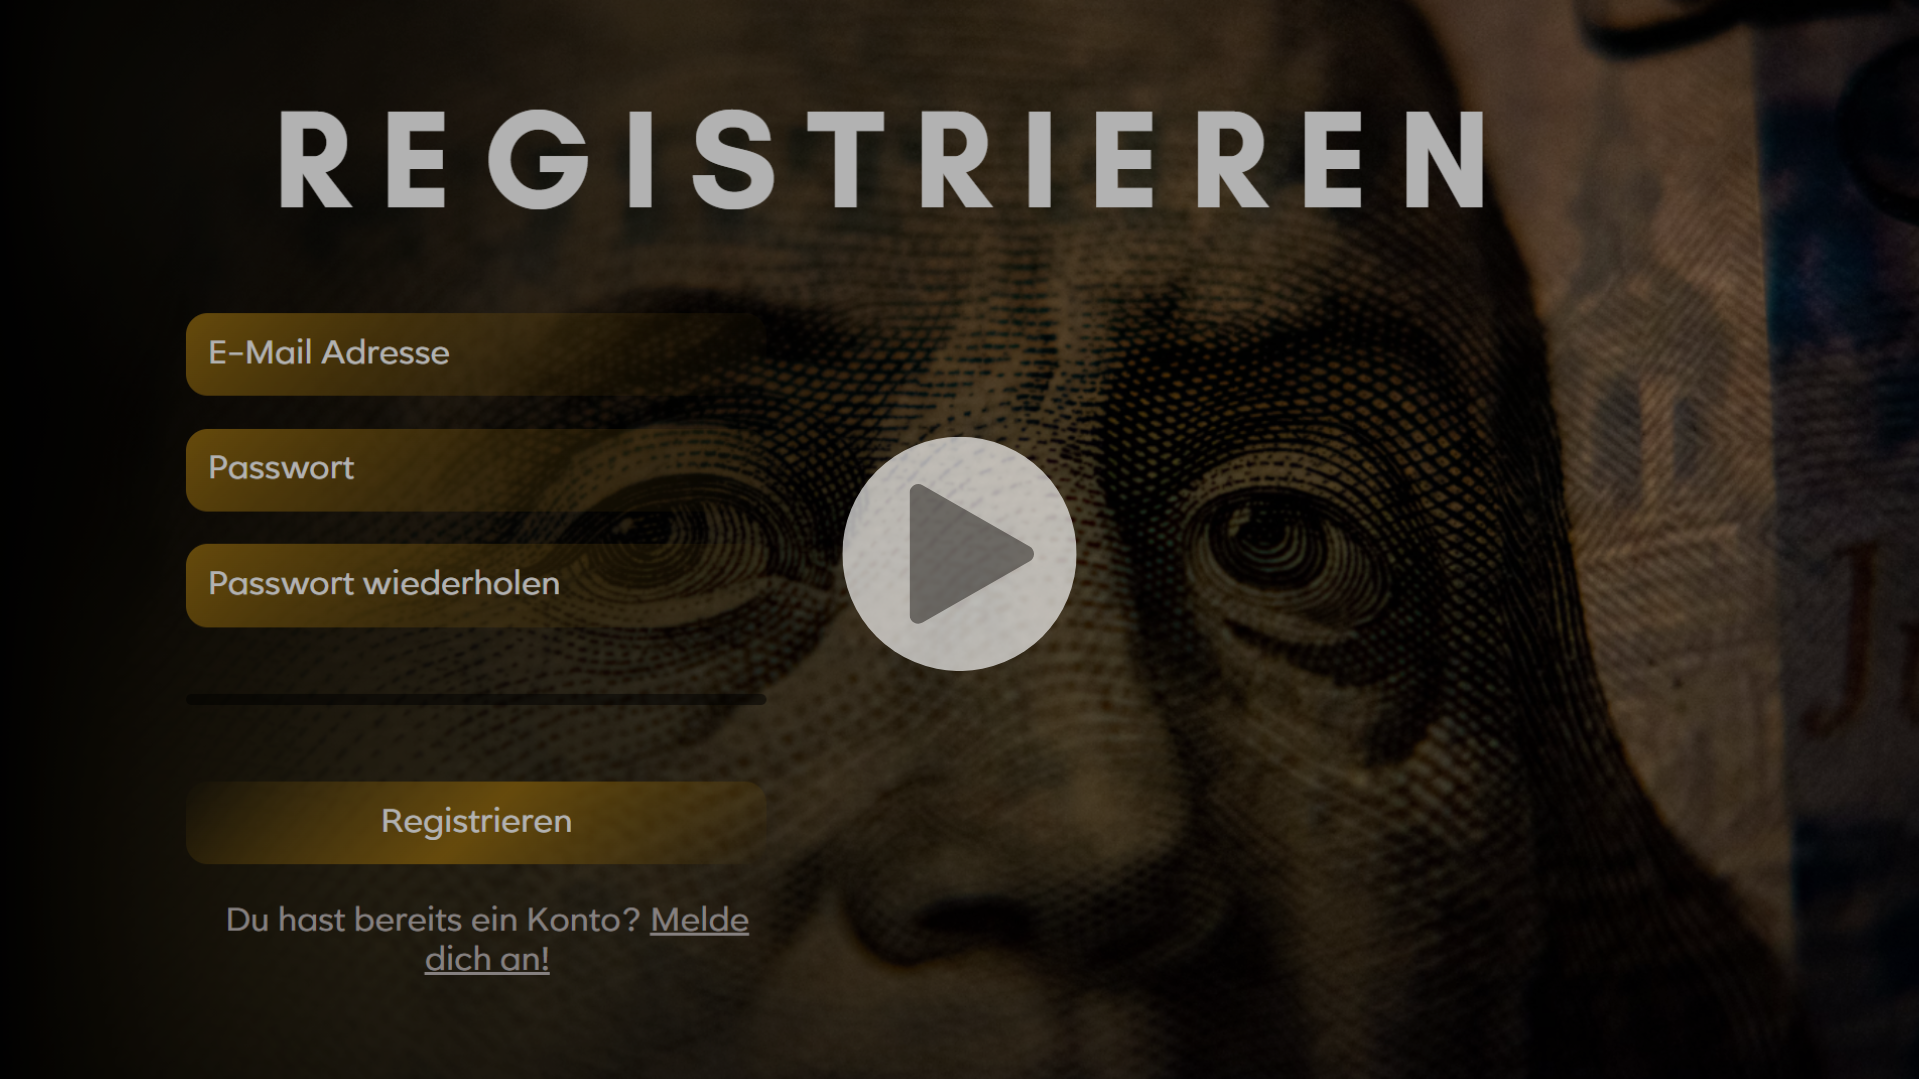 REGISTRIEREN
E-Mail Adresse
Passwort
Passwort wiederholen
Registrieren
Du hast bereits ein Konto? Melde
dich an!